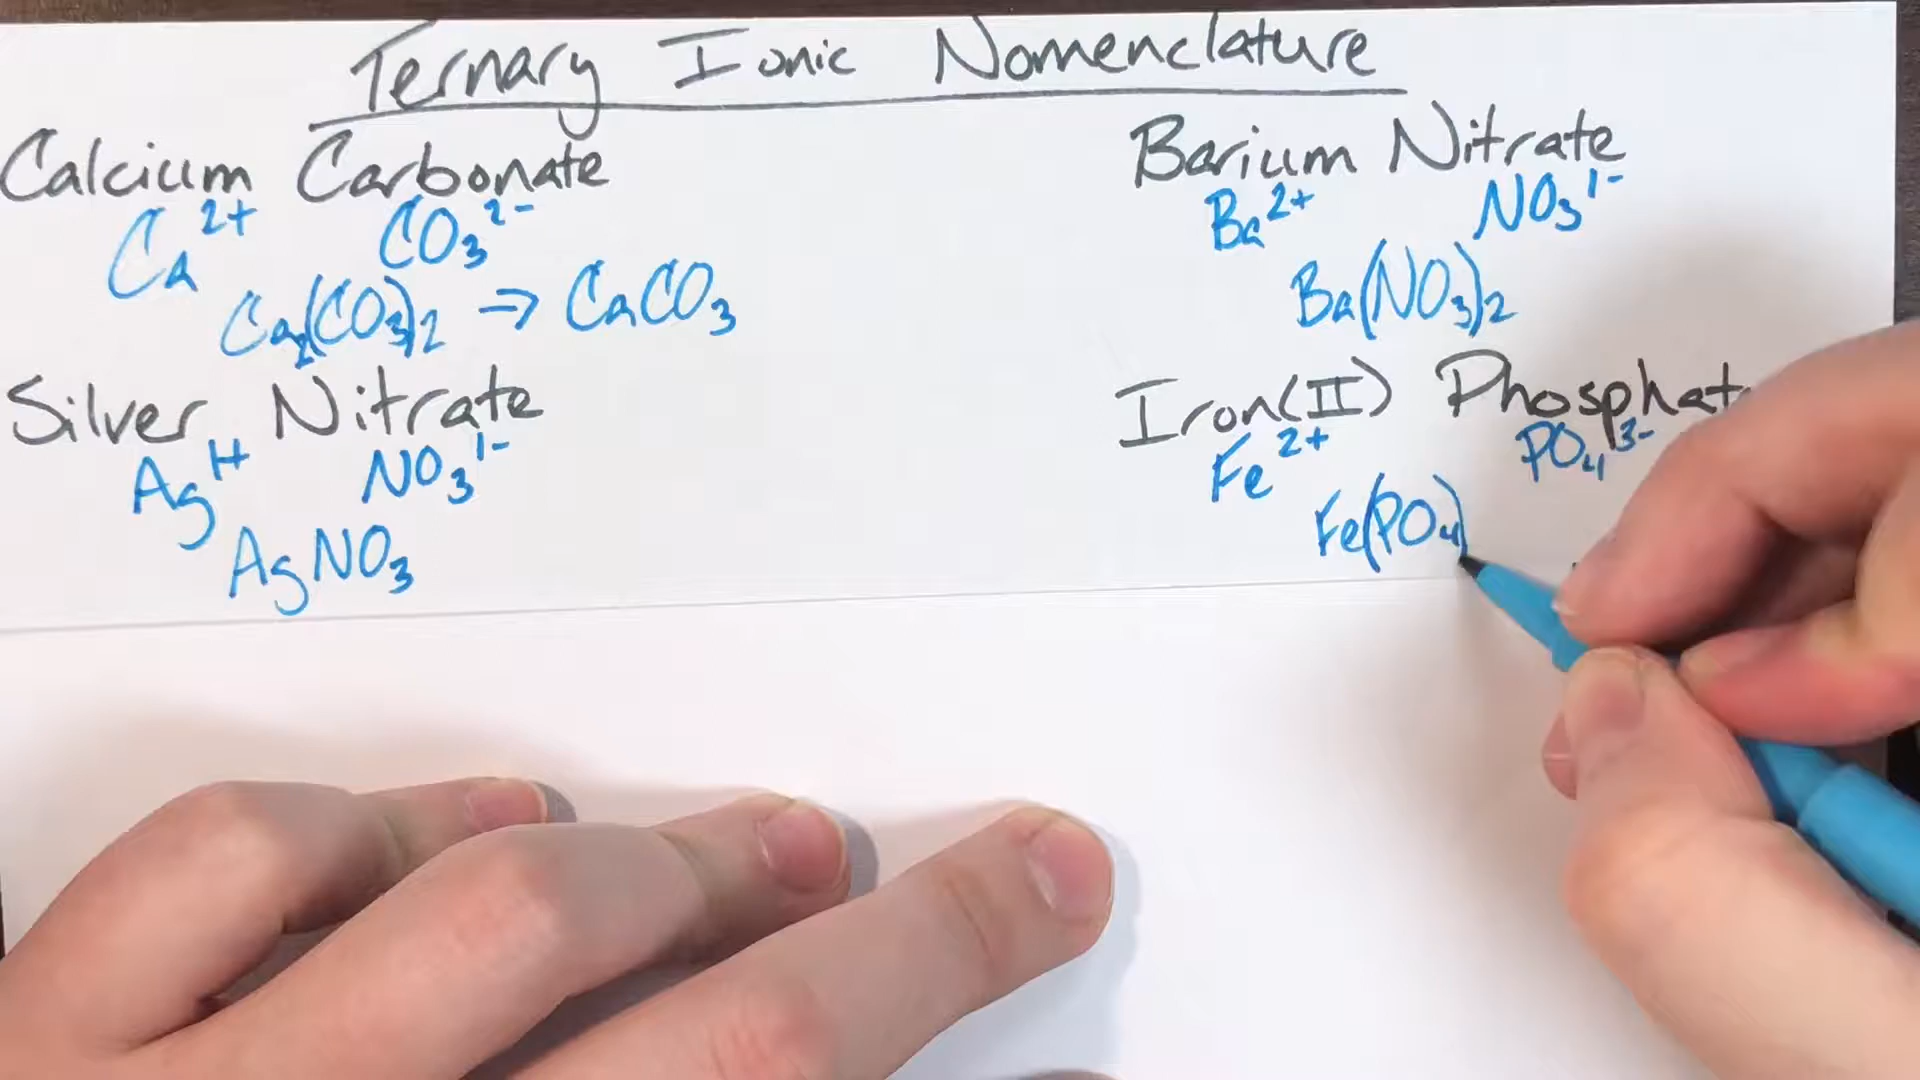 Ternary Ionic Nomenclature
Calcium Carbonate
Ca²⁺ CO₃²⁻
Ca₂(CO₃)₂ → CaCO₃
Silver Nitrate
Ag¹⁺ NO₃¹⁻
AgNO₃
Barium Nitrate
Ba²⁺ NO₃¹⁻
Ba(NO₃)₂
Iron(II) Phosphat
Fe²⁺ PO₄³⁻
Fe(PO₄)